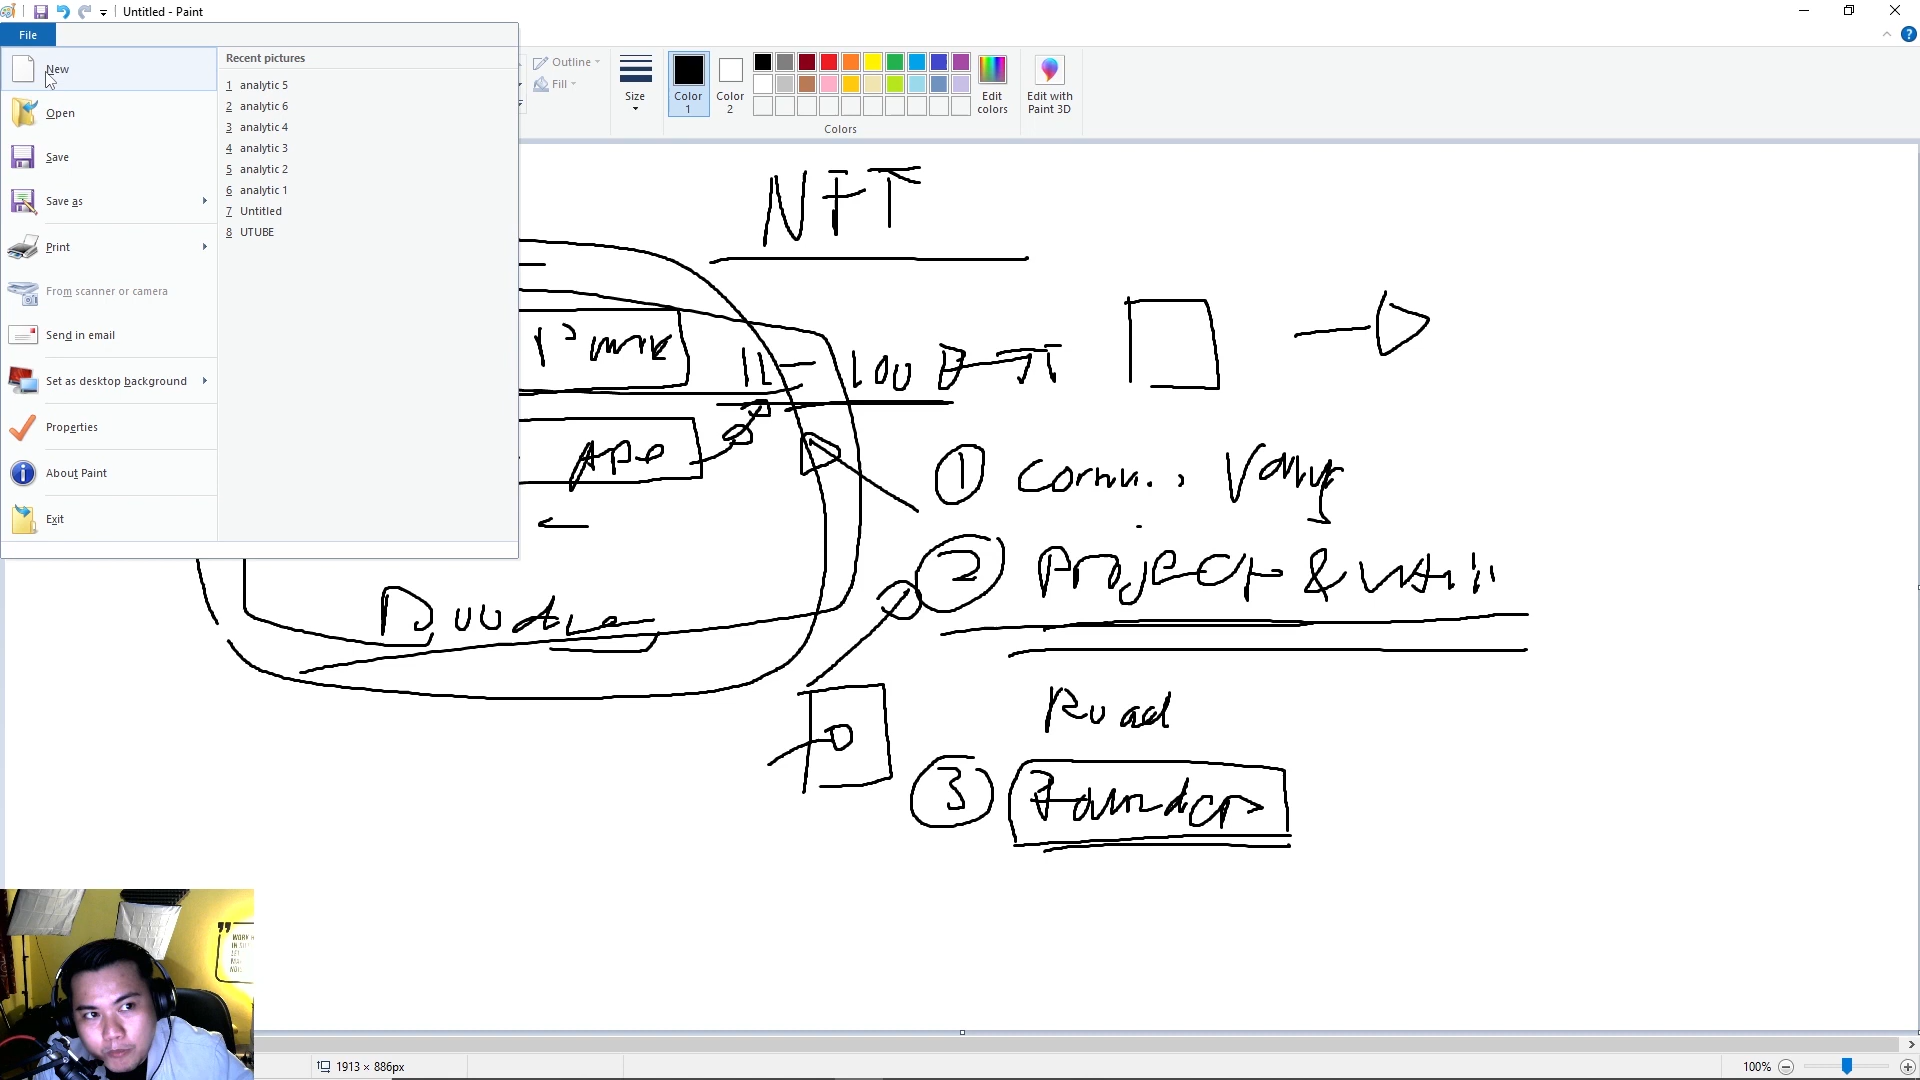 Untitled - Paint
File
New
Open
Save
Save as
Print
From scanner or camera
Send in email
Set as desktop background
Properties
About Paint
Exit
Recent pictures
1 analytic 5
2 analytic 6
3 analytic 4
4 analytic 3
5 analytic 2
6 analytic 1
7 Untitled
8 UTUBE
Outline
Fill
Size
Color 1
Color 2
Edit colors
Edit with Paint 3D
Colors
NFT
100
Ape
1
2 Project &
Road
3 Founders
1913 × 886px
100%